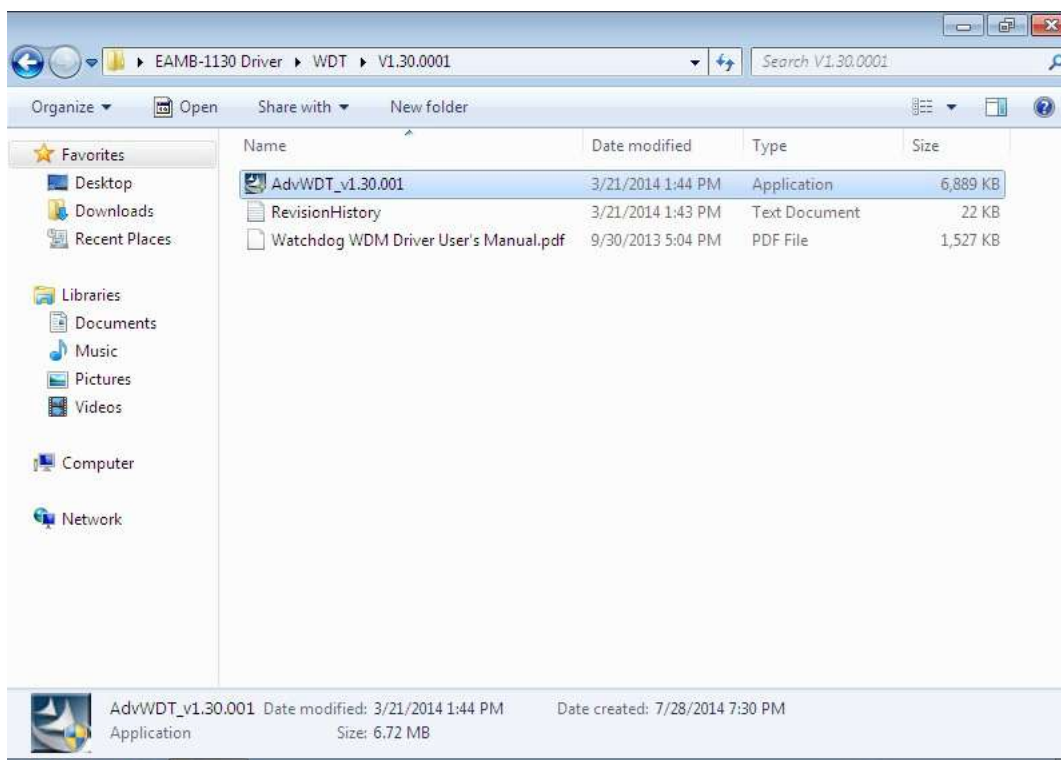 EAMB-1130 Driver WDT V1.30.0001 Search V1.30.0001
Organize Open Share with New folder
Favorites
Desktop
Downloads
Recent Places
Libraries
Documents
Music
Pictures
Videos
Computer
Network
Name Date modified Type Size
AdvWDT_v1.30.001 3/21/2014 1:44 PM Application 6,889 KB
RevisionHistory 3/21/2014 1:43 PM Text Document 22 KB
Watchdog WDM Driver User's Manual.pdf 9/30/2013 5:04 PM PDF File 1,527 KB
AdvWDT_v1.30.001 Date modified: 3/21/2014 1:44 PM Date created: 7/28/2014 7:30 PM
Application Size: 6.72 MB